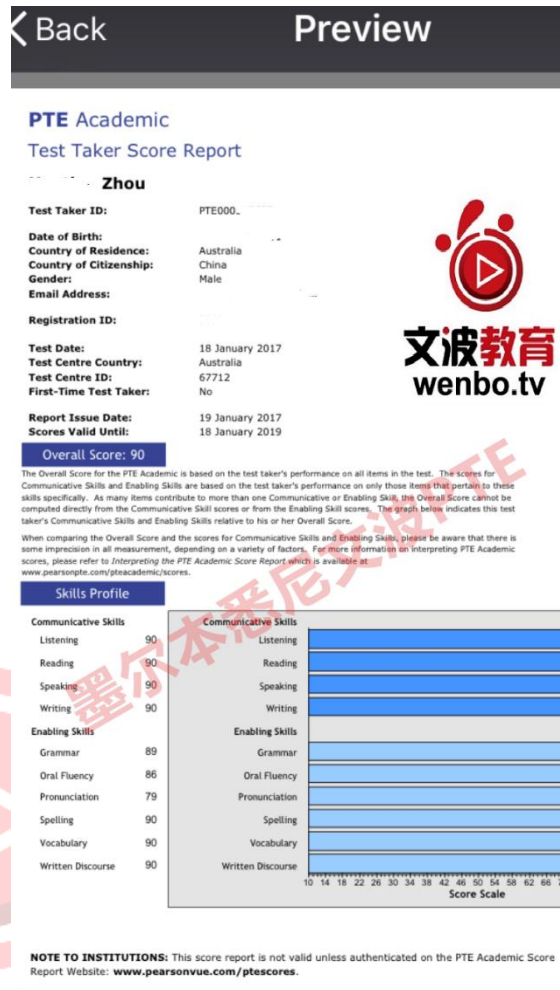 Back
Preview
PTE Academic
Test Taker Score Report
Zhou
Test Taker ID: PTE000
Date of Birth:
Country of Residence: Australia
Country of Citizenship: China
Gender: Male
Email Address:
Registration ID:
Test Date: 18 January 2017
Test Centre Country: Australia
Test Centre ID: 67712
First-Time Test Taker: No
Report Issue Date: 19 January 2017
Scores Valid Until: 18 January 2019
文波教育
wenbo.tv
Overall Score: 90
The Overall Score for the PTE Academic is based on the test taker's performance on all items in the test. The scores for
Communicative Skills and Enabling Skills are based on the test taker's performance on only those items that pertain to these
skills specifically. As many items contribute to more than one Communicative or Enabling Skill, the Overall Score cannot be
computed directly from the Communicative Skill scores or from the Enabling Skill scores. The graph below indicates this test
taker's Communicative Skills and Enabling Skills relative to his or her Overall Score.
When comparing the Overall Score and the scores for Communicative Skills and Enabling Skills, please be aware that there is
some imprecision in all measurement, depending on a variety of factors. For more information on interpreting PTE Academic
scores, please refer to Interpreting the PTE Academic Score Report which is available at
www.pearsonpte.com/pteacademic/scores.
墨尔本悉尼文波PTE
Skills Profile
Communicative Skills
Listening 90
Reading 90
Speaking 90
Writing 90
Enabling Skills
Grammar 89
Oral Fluency 86
Pronunciation 79
Spelling 90
Vocabulary 90
Written Discourse 90
Communicative Skills
Listening
Reading
Speaking
Writing
Enabling Skills
Grammar
Oral Fluency
Pronunciation
Spelling
Vocabulary
Written Discourse
10 14 18 22 26 30 34 38 42 46 50 54 58 62 66
Score Scale
NOTE TO INSTITUTIONS: This score report is not valid unless authenticated on the PTE Academic Score
Report Website: www.pearsonvue.com/ptescores.